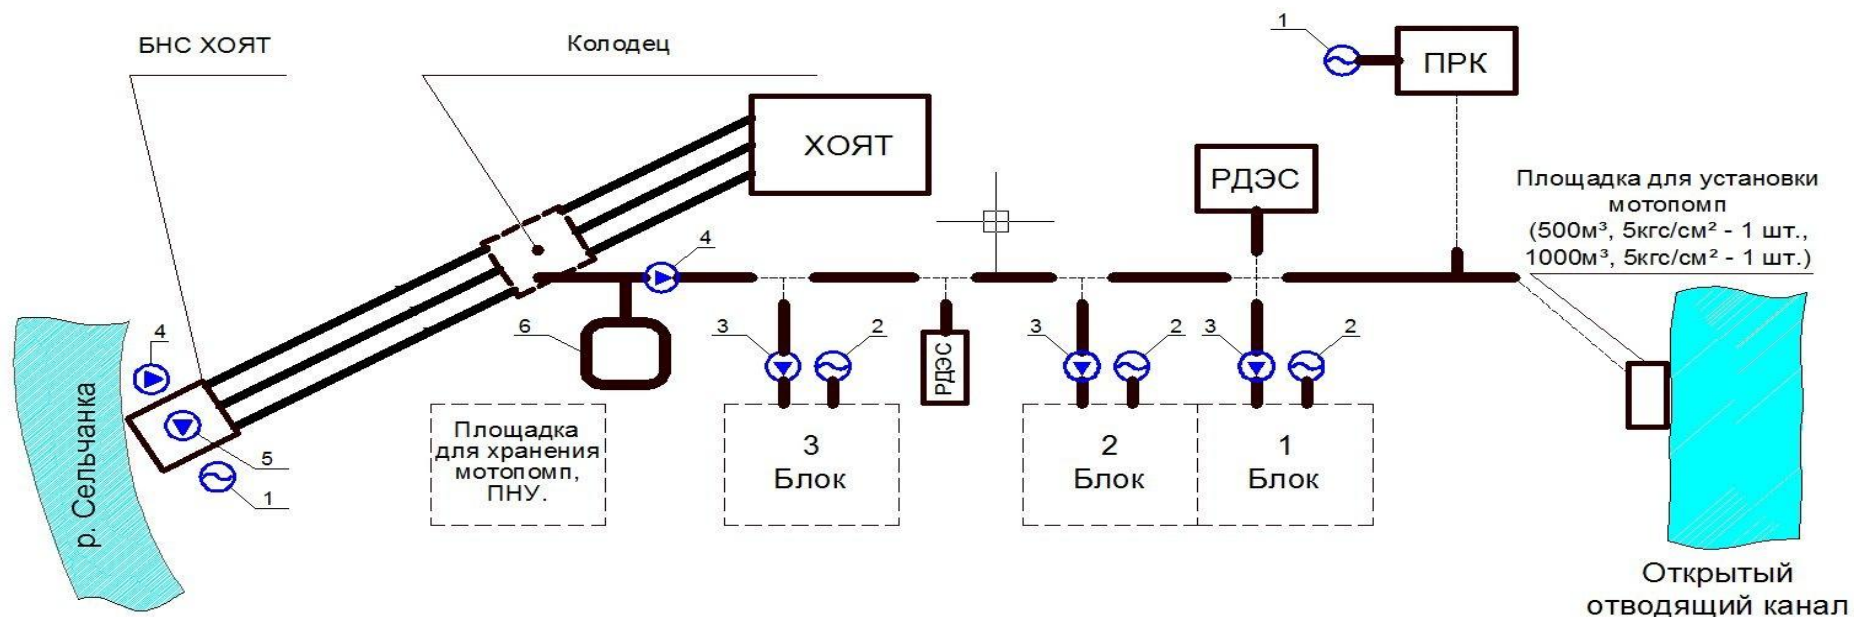 БНС ХОЯТ
Колодец
1
ПРК
ХОЯТ
РДЭС
Площадка для установки
мотопомп
(500м³, 5кгс/см² - 1 шт.,
1000м³, 5кгс/см² - 1 шт.)
4
4
6
3
2
РДЭС
3
2
3
2
р. Сельчанка
5
1
Площадка
для хранения
мотопомп,
ПНУ.
3
Блок
2
Блок
1
Блок
Открытый
отводящий канал